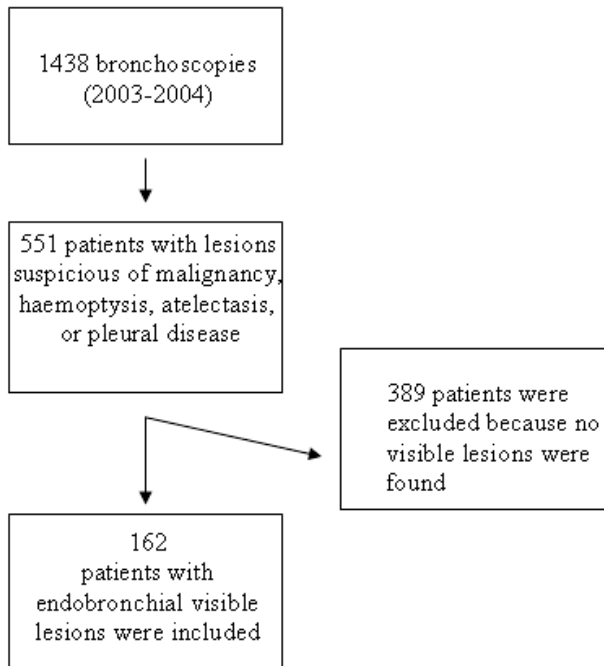 1438 bronchoscopies
(2003-2004)
551 patients with lesions
suspicious of malignancy,
haemoptysis, atelectasis,
or pleural disease
389 patients were
excluded because no
visible lesions were
found
162
patients with
endobronchial visible
lesions were included